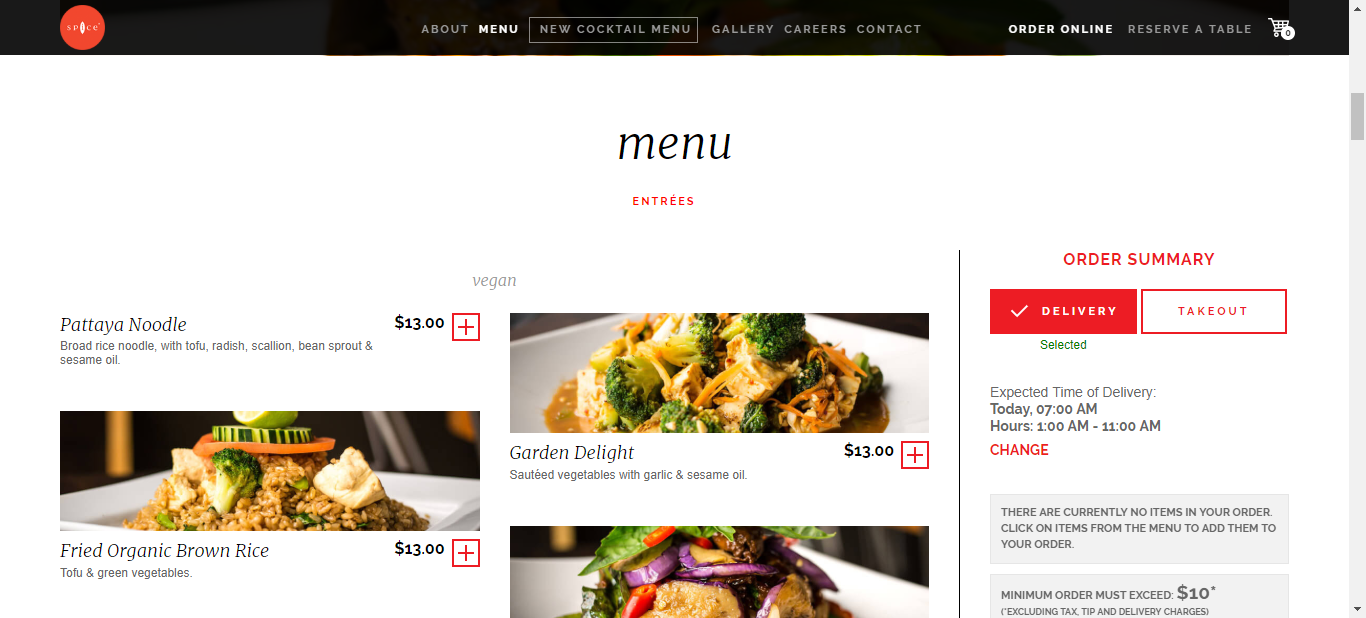 spice
ABOUT MENU NEW COCKTAIL MENU GALLERY CAREERS CONTACT ORDER ONLINE RESERVE A TABLE 0
menu
ENTRÉES
vegan
Pattaya Noodle $13.00
Broad rice noodle, with tofu, radish, scallion, bean sprout &
sesame oil.
Fried Organic Brown Rice $13.00
Tofu & green vegetables.
Garden Delight $13.00
Sautéed vegetables with garlic & sesame oil.
ORDER SUMMARY
DELIVERY TAKEOUT
Selected
Expected Time of Delivery:
Today, 07:00 AM
Hours: 1:00 AM - 11:00 AM
CHANGE
THERE ARE CURRENTLY NO ITEMS IN YOUR ORDER.
CLICK ON ITEMS FROM THE MENU TO ADD THEM TO
YOUR ORDER.
MINIMUM ORDER MUST EXCEED: $10*
(*EXCLUDING TAX, TIP AND DELIVERY CHARGES)